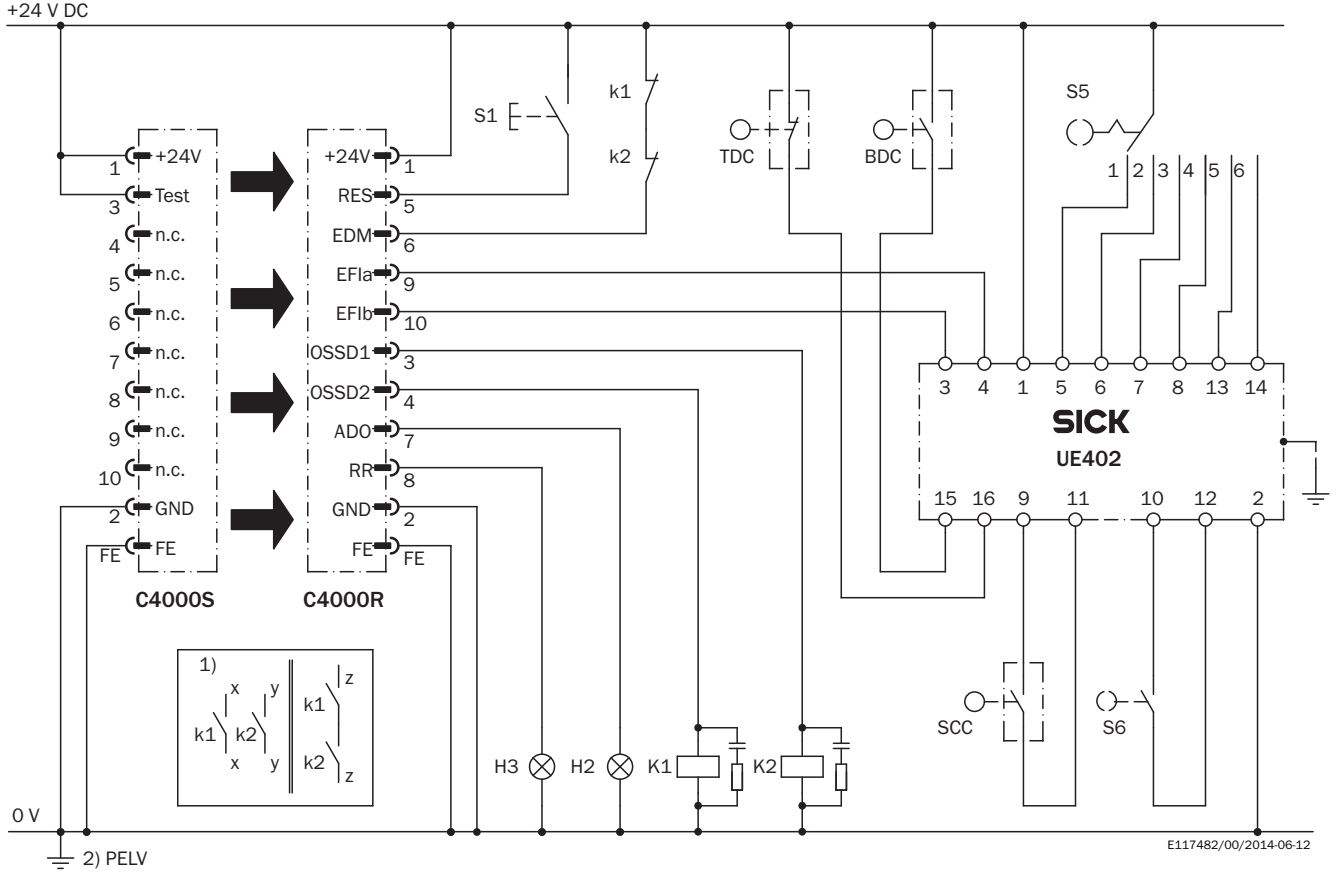 +24 V DC
S1
k1
k2
TDC
BDC
S5
1 2 3 4 5 6
1 +24V
3 Test
4 n.c.
5 n.c.
6 n.c.
7 n.c.
8 n.c.
9 n.c.
10 n.c.
2 GND
FE FE
C4000S
+24V 1
RES 5
EDM 6
EFIa 9
EFIb 10
OSSD1 3
OSSD2 4
ADO 7
RR 8
GND 2
FE FE
C4000R
3 4 1 5 6 7 8 13 14
SICK
UE402
15 16 9 11 10 12 2
SCC
S6
1)
x y z
k1 k2 k1
x y
k2 z
H3 H2 K1 K2
0 V
2) PELV
E117482/00/2014-06-12